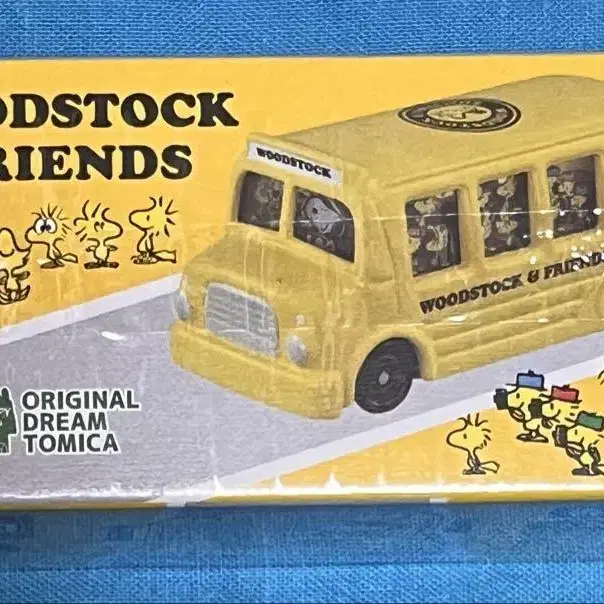 ODSTOCK
RIENDS
WOODSTOCK
WOODSTOCK & FRIENDS
ORIGINAL
DREAM
TOMICA